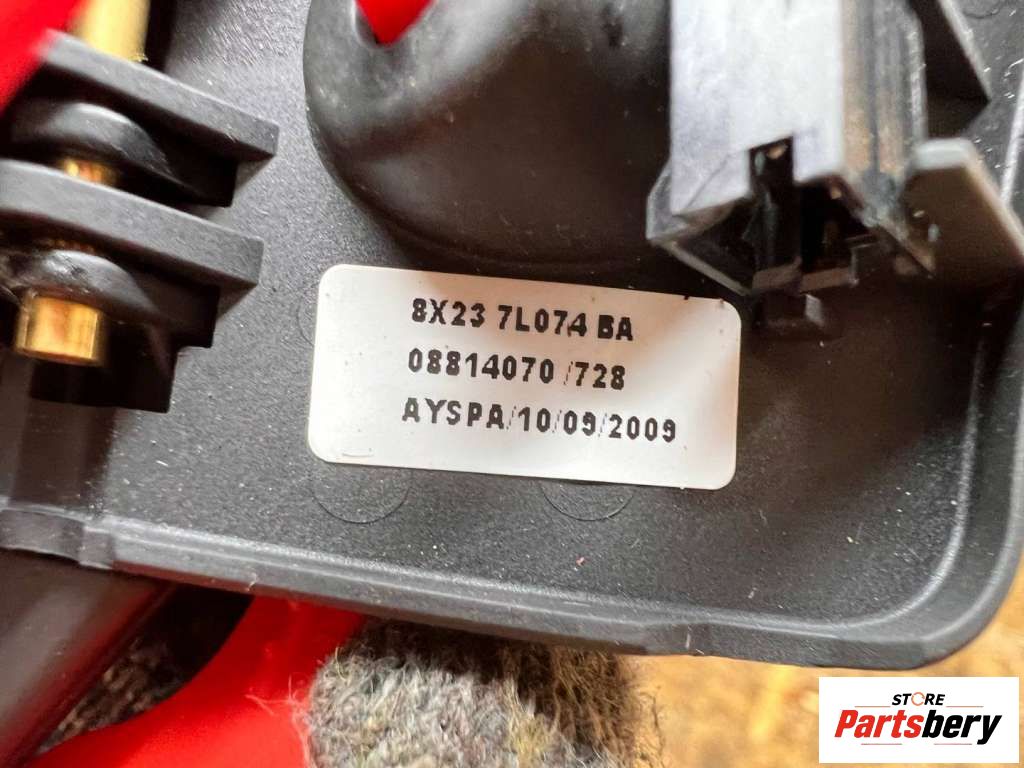 8X23 7L074 BA
08814070 /728
AYSPA/10/09/2009
STORE
Partsbery